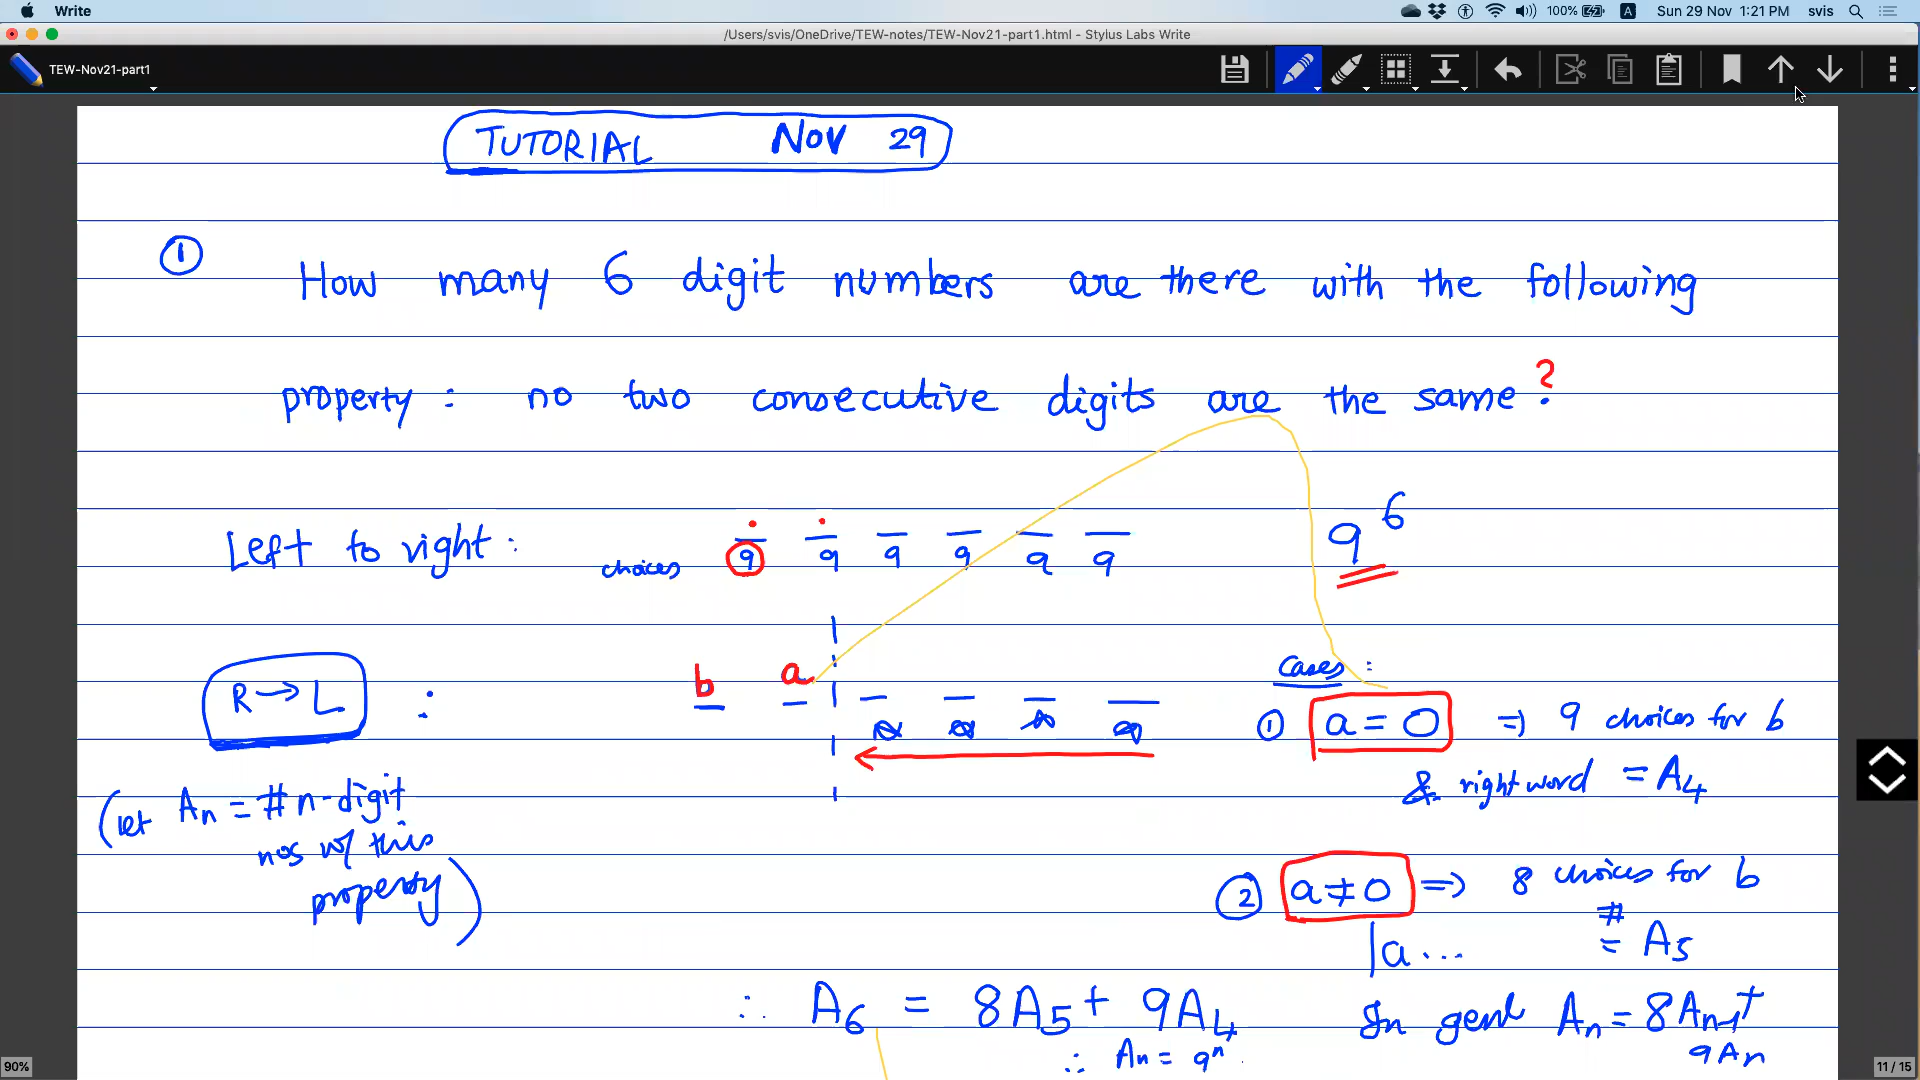 Write
100% A Sun 29 Nov 1:21 PM svis
/Users/svis/OneDrive/TEW-notes/TEW-Nov21-part1.html - Stylus Labs Write
TEW-Nov21-part1
TUTORIAL Nov 29
① How many 6 digit numbers are there with the following
property : no two consecutive digits are the same ?
Left to right : choices 9 9 9 9 9 9 9^6
R → L : b a Cases :
① a = 0 => 9 choices for b
& right word = A4
(let An = # n-digit
nos w/ this
property)
② a ≠ 0 => 8 choices for b
|a ... # = A5
∴ A6 = 8A5 + 9A4 In genl An = 8An-1 +
∴ An = 9^n 9An
90% 11 / 15